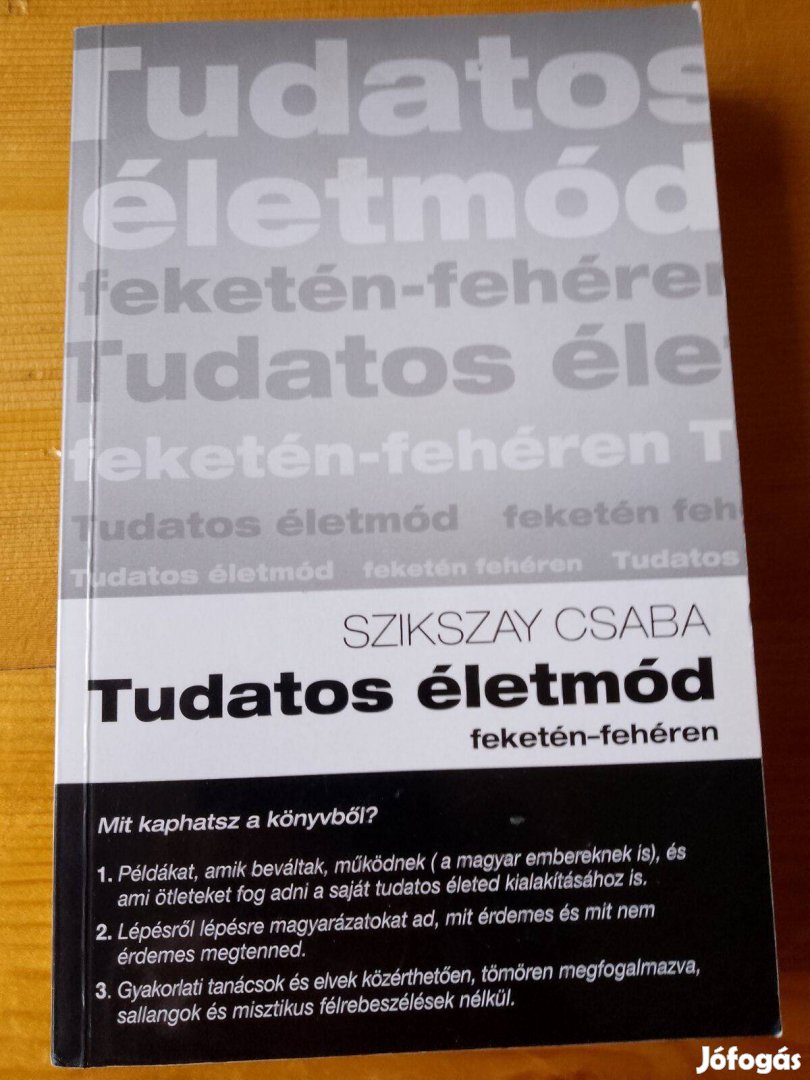 Tudatos
életmód
feketén-fehéren
Tudatos éle
feketén-fehéren T
Tudatos életmód feketén feh
Tudatos életmód feketén fehéren Tudatos
SZIKSZAY CSABA
Tudatos életmód
feketén-fehéren
Mit kaphatsz a könyvből?
1. Példákat, amik beváltak, működnek ( a magyar embereknek is), és
ami ötleteket fog adni a saját tudatos életed kialakításához is.
2. Lépésről lépésre magyarázatokat ad, mit érdemes és mit nem
érdemes megtenned.
3. Gyakorlati tanácsok és elvek közérthetően, tömören megfogalmazva,
sallangok és misztikus félrebeszélések nélkül.
Jófogás